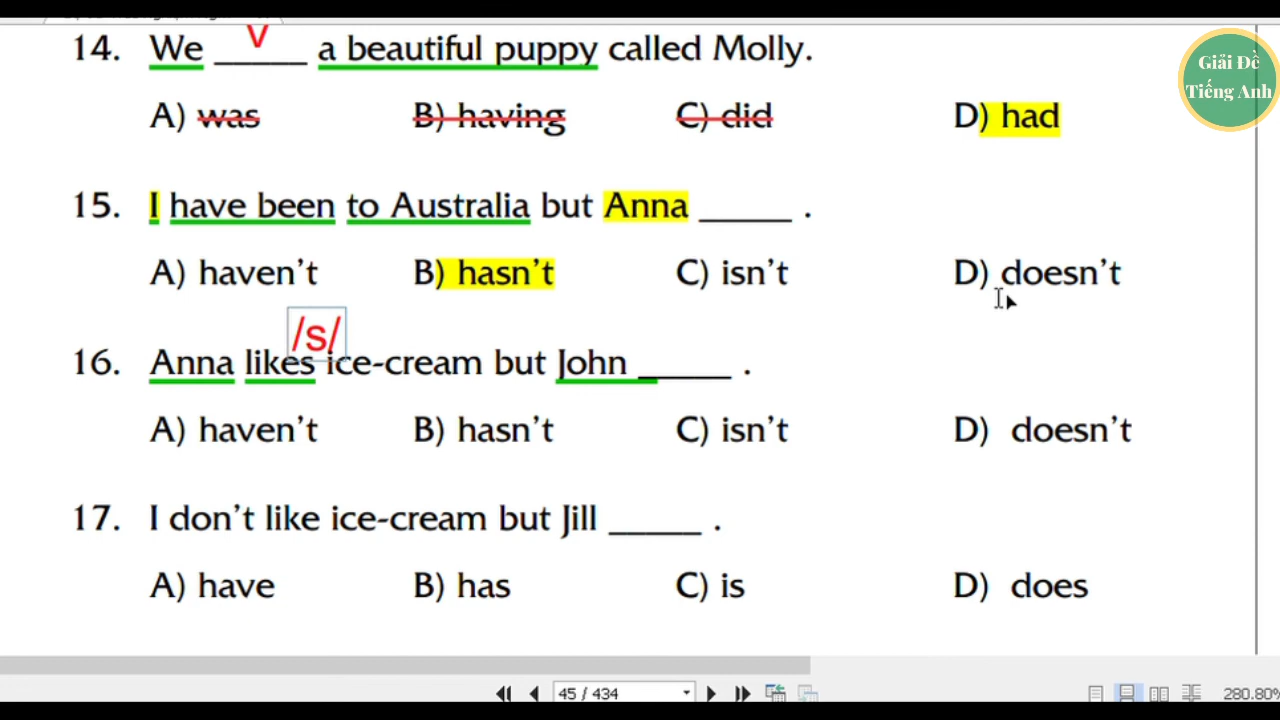 14. We _____ a beautiful puppy called Molly.
V
A) was B) having C) did D) had
15. I have been to Australia but Anna _____ .
A) haven't B) hasn't C) isn't D) doesn't
/s/
16. Anna likes ice-cream but John _____ .
A) haven't B) hasn't C) isn't D) doesn't
17. I don't like ice-cream but Jill _____ .
A) have B) has C) is D) does
Giải Đề
Tiếng Anh
45 / 434
280.80%